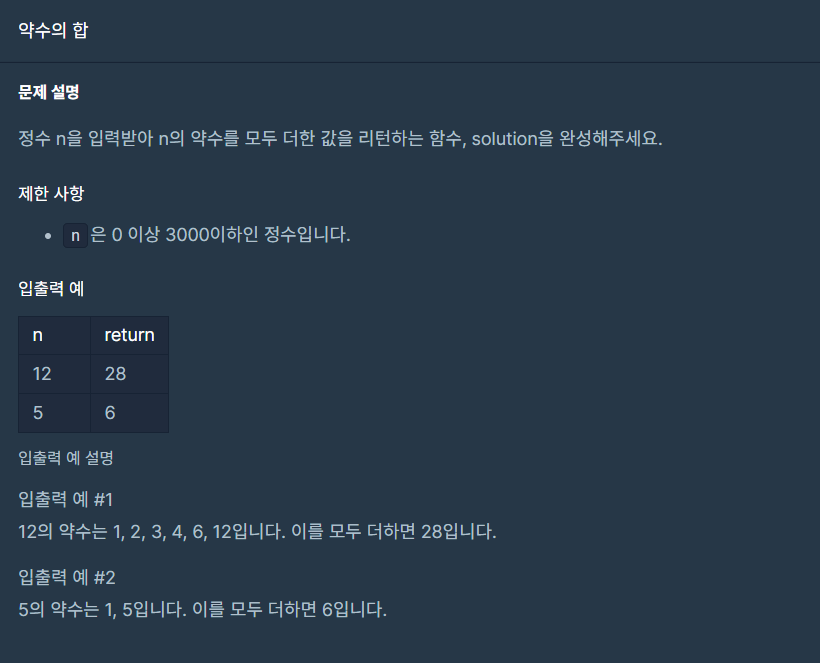 약수의 합
문제 설명
정수 n을 입력받아 n의 약수를 모두 더한 값을 리턴하는 함수, solution을 완성해주세요.
제한 사항
• n은 0 이상 3000이하인 정수입니다.
입출력 예
n return
12 28
5 6
입출력 예 설명
입출력 예 #1
12의 약수는 1, 2, 3, 4, 6, 12입니다. 이를 모두 더하면 28입니다.
입출력 예 #2
5의 약수는 1, 5입니다. 이를 모두 더하면 6입니다.